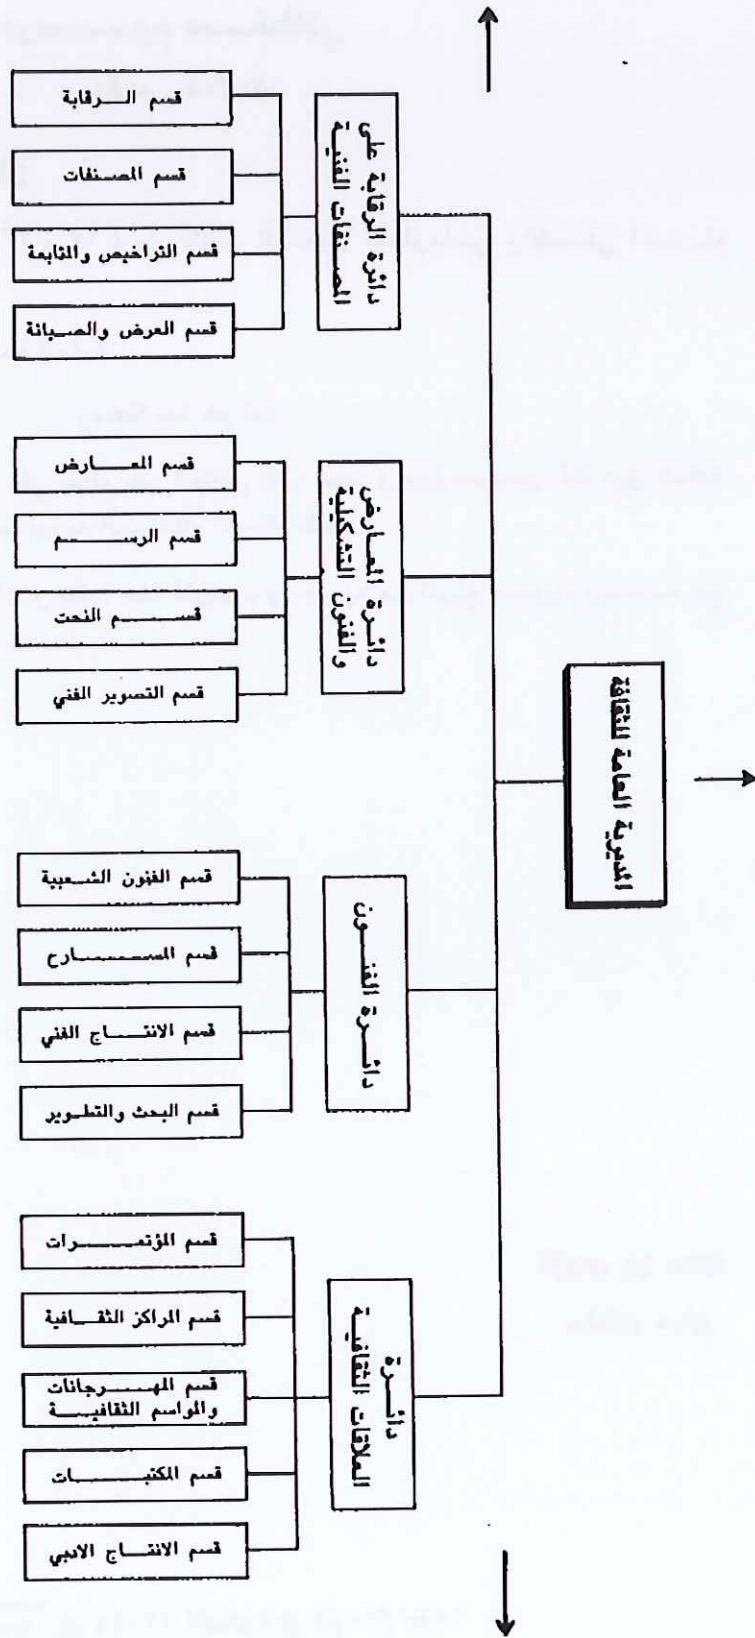 المديرية العامة للثقافة
دائرة الرقابة على
المصنفات الفنية
قسم الرقابة
قسم المصنفات
قسم التراخيص والمتابعة
قسم العرض والصيانة
دائرة المعارض
والفنون التشكيلية
قسم المعارض
قسم الرسم
قسم النحت
قسم التصوير الفني
دائرة الفنون
قسم الفنون الشعبية
قسم المسارح
قسم الانتاج الفني
قسم البحث والتطوير
دائرة
العلاقات الثقافية
قسم المؤتمرات
قسم المراكز الثقافية
قسم المهرجانات
والمواسم الثقافية
قسم المكتبات
قسم الانتاج الادبي